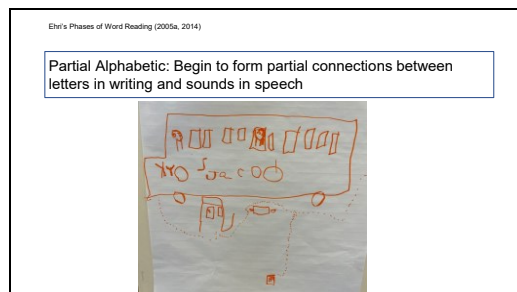 Ehri's Phases of Word Reading (2005a, 2014)
Partial Alphabetic: Begin to form partial connections between
letters in writing and sounds in speech